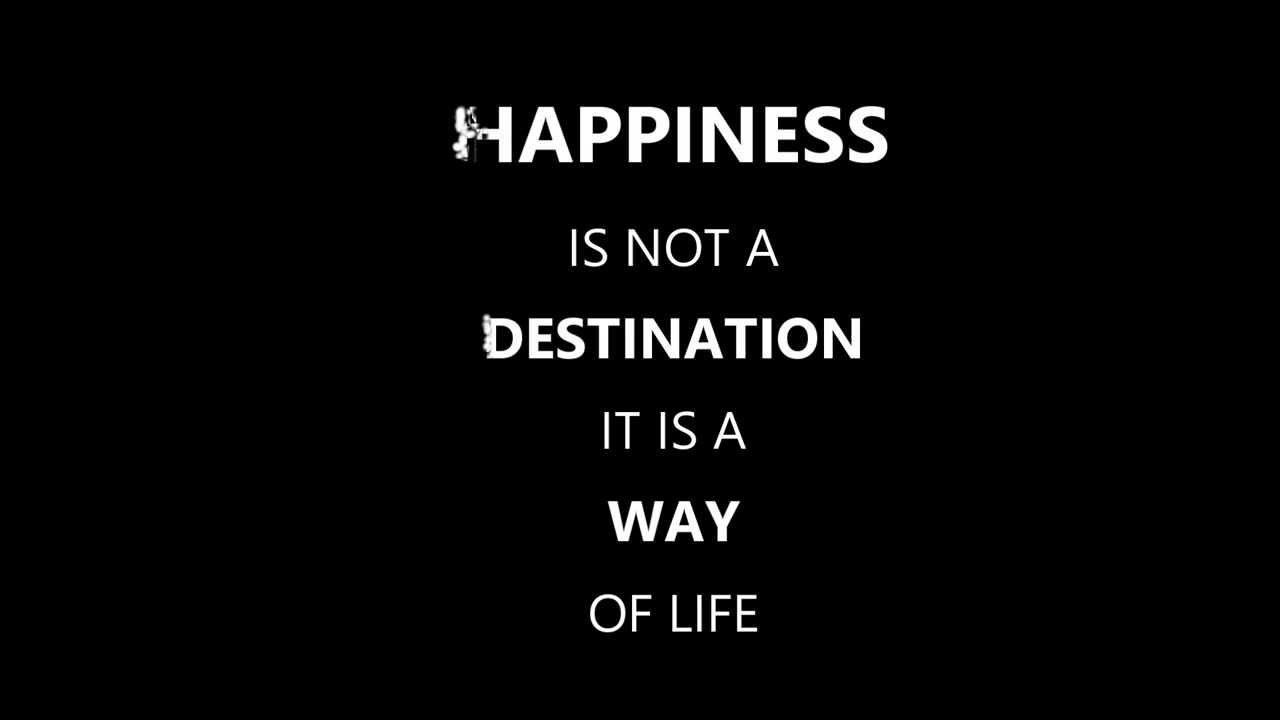 HAPPINESS
IS NOT A
DESTINATION
IT IS A
WAY
OF LIFE